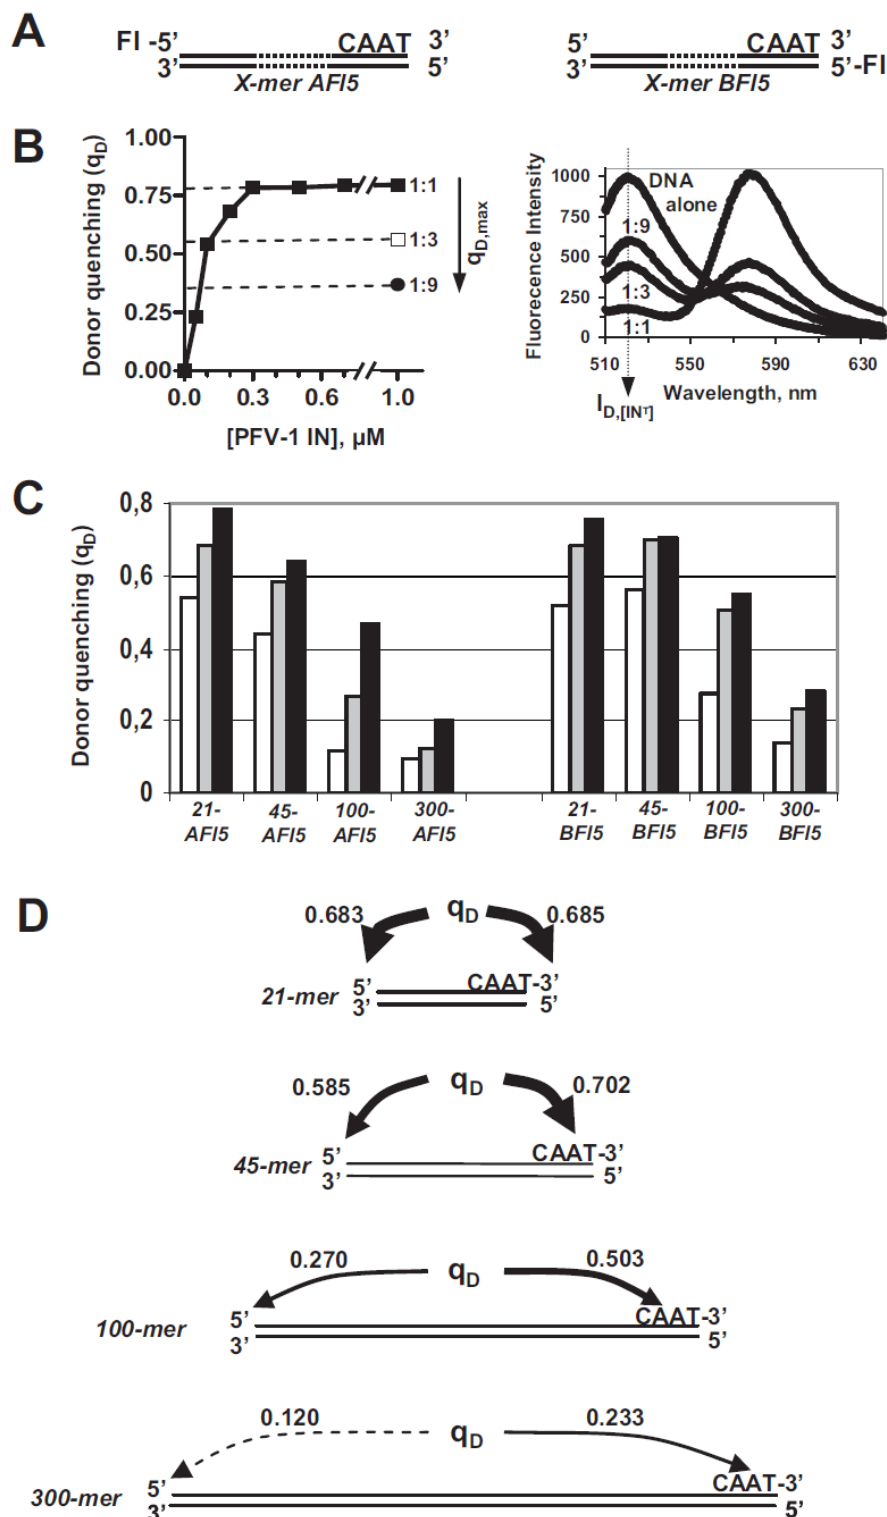 A
Fl -5' CAAT 3'
3' 5'
X-mer AFl5
5' CAAT 3'
3' 5'-Fl
X-mer BFl5
B
Donor quenching (qD)
1.00
0.75
0.50
0.25
0.00
0.0 0.3 0.6 1.0
[PFV-1 IN], µM
1:1
1:3
1:9
qD,max
Fluorecence Intensity
1000
750
500
250
0
DNA
alone
1:9
1:3
1:1
510 550 590 630
Wavelength, nm
ID,[INT]
C
Donor quenching (qD)
0,8
0,6
0,4
0,2
0
21-
AFl5
45-
AFl5
100-
AFl5
300-
AFl5
21-
BFl5
45-
BFl5
100-
BFl5
300-
BFl5
D
0.683 qD 0.685
21-mer 5' CAAT-3'
3' 5'
0.585 qD 0.702
45-mer 5' CAAT-3'
3' 5'
0.270 qD 0.503
100-mer 5' CAAT-3'
3' 5'
0.120 qD 0.233
300-mer 5' CAAT-3'
3' 5'